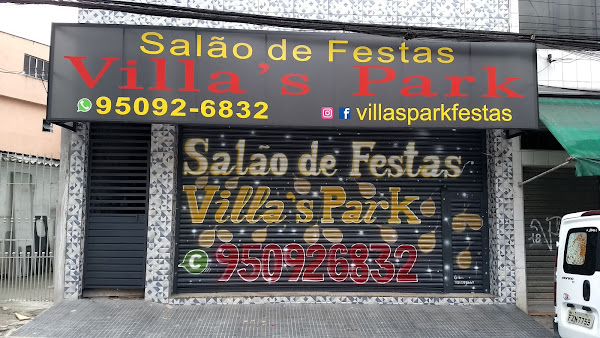 Salão de Festas
Villa's Park
95092-6832
villasparkfestas
Salão de Festas
Villa's Park
950926832